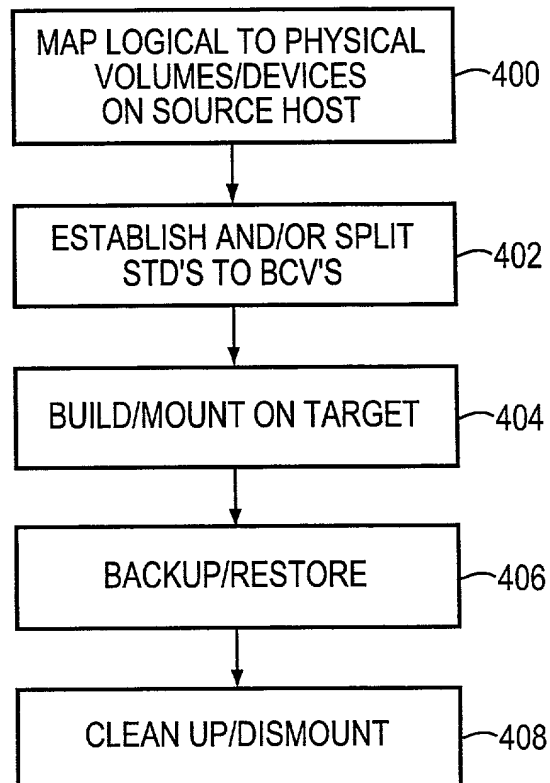 MAP LOGICAL TO PHYSICAL
VOLUMES/DEVICES
ON SOURCE HOST
400
ESTABLISH AND/OR SPLIT
STD'S TO BCV'S
402
BUILD/MOUNT ON TARGET
404
BACKUP/RESTORE
406
CLEAN UP/DISMOUNT
408